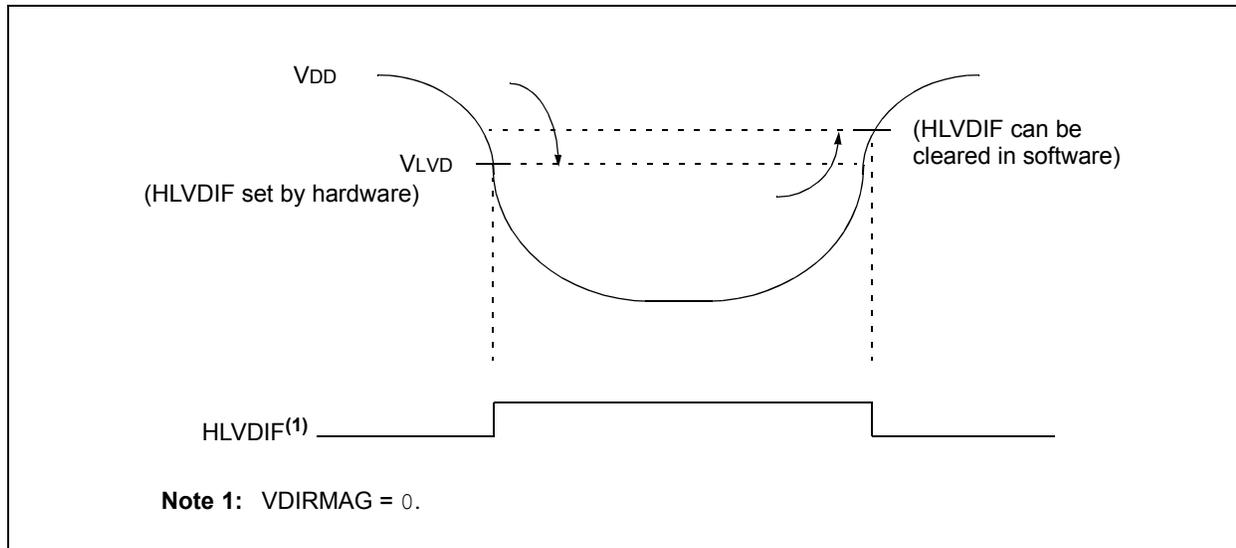 VDD
(HLVDIF can be
cleared in software)
VLVD
(HLVDIF set by hardware)
HLVDIF(1)
Note 1: VDIRMAG = 0.